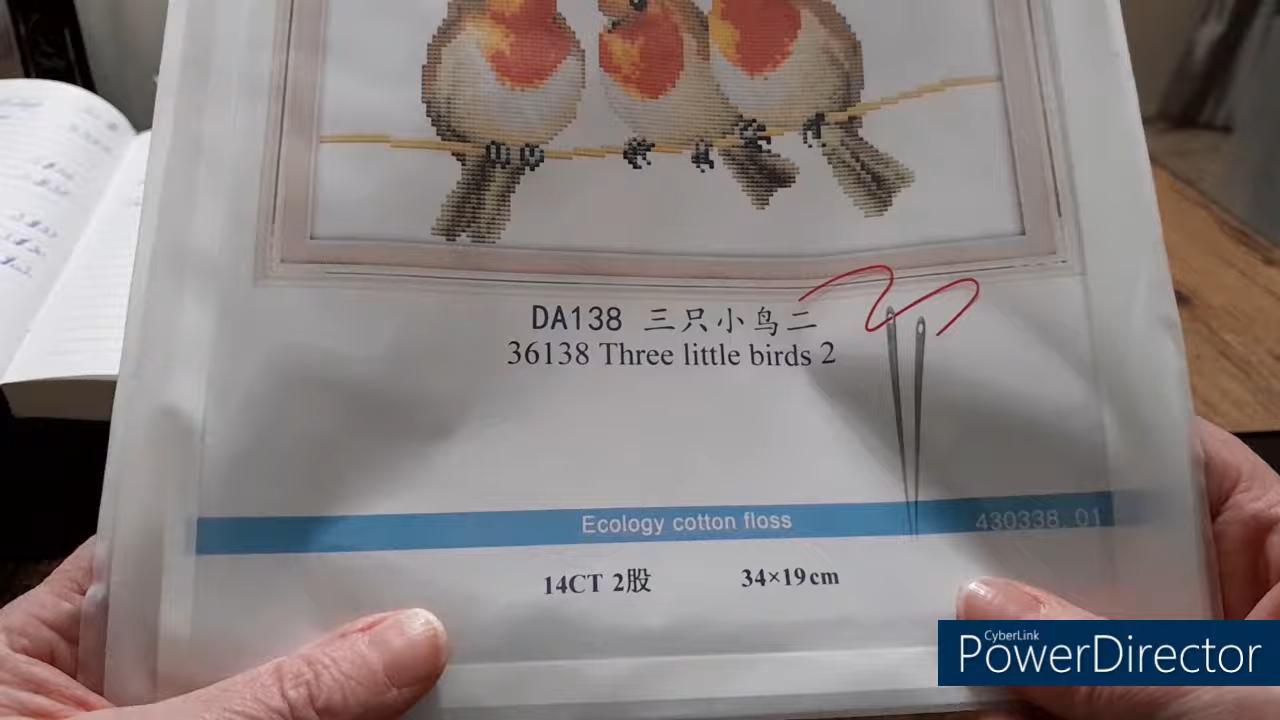 DA138 三只小鸟二
36138 Three little birds 2
Ecology cotton floss 430338.01
14CT 2股 34×19cm
CyberLink
PowerDirector